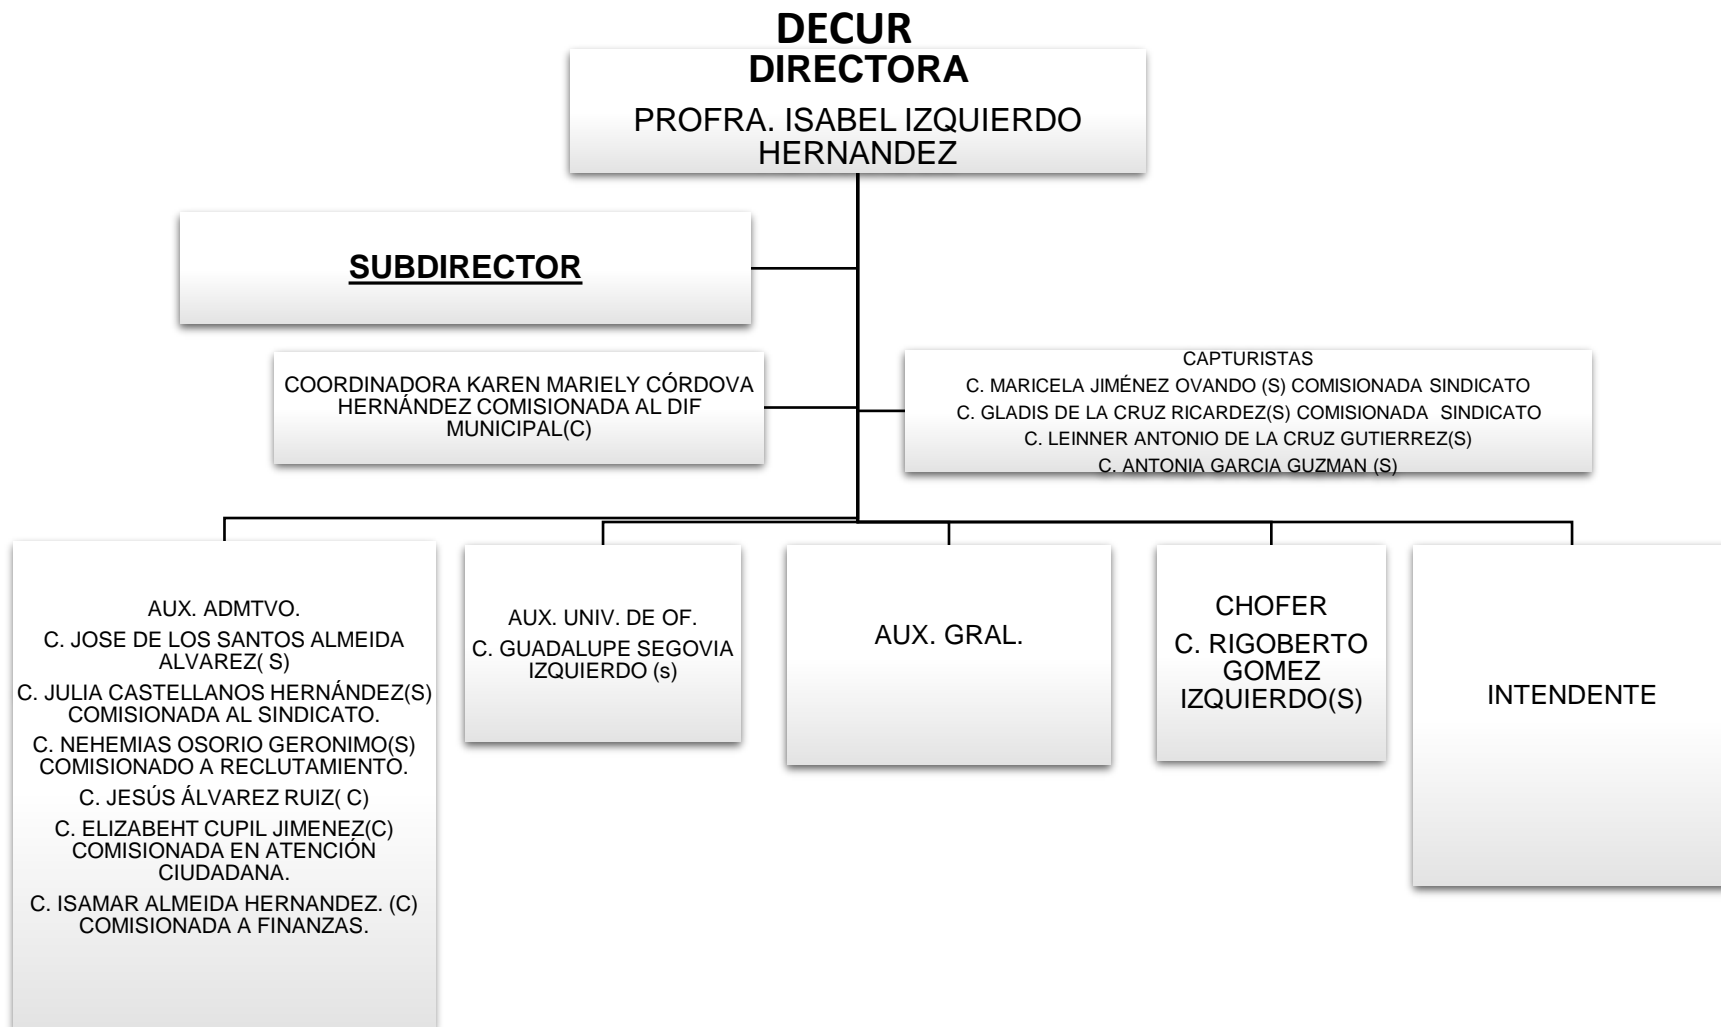 DECUR
DIRECTORA
PROFRA. ISABEL IZQUIERDO
HERNANDEZ
SUBDIRECTOR
COORDINADORA KAREN MARIELY CÓRDOVA
HERNÁNDEZ COMISIONADA AL DIF
MUNICIPAL(C)
CAPTURISTAS
C. MARICELA JIMÉNEZ OVANDO (S) COMISIONADA SINDICATO
C. GLADIS DE LA CRUZ RICARDEZ(S) COMISIONADA  SINDICATO
C. LEINNER ANTONIO DE LA CRUZ GUTIERREZ(S)
C. ANTONIA GARCIA GUZMAN (S)
AUX. ADMTVO.
C. JOSE DE LOS SANTOS ALMEIDA
ALVAREZ( S)
C. JULIA CASTELLANOS HERNÁNDEZ(S)
COMISIONADA AL SINDICATO.
C. NEHEMIAS OSORIO GERONIMO(S)
COMISIONADO A RECLUTAMIENTO.
C. JESÚS ÁLVAREZ RUIZ( C)
C. ELIZABEHT CUPIL JIMENEZ(C)
COMISIONADA EN ATENCIÓN
CIUDADANA.
C. ISAMAR ALMEIDA HERNANDEZ. (C)
COMISIONADA A FINANZAS.
AUX. UNIV. DE OF.
C. GUADALUPE SEGOVIA
IZQUIERDO (s)
AUX. GRAL.
CHOFER
C. RIGOBERTO
GOMEZ
IZQUIERDO(S)
INTENDENTE